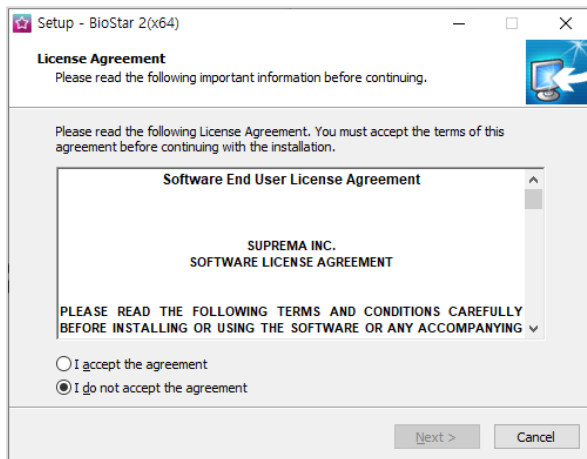 Setup - BioStar 2(x64)
License Agreement
Please read the following important information before continuing.
Please read the following License Agreement. You must accept the terms of this
agreement before continuing with the installation.
Software End User License Agreement
SUPREMA INC.
SOFTWARE LICENSE AGREEMENT
PLEASE READ THE FOLLOWING TERMS AND CONDITIONS CAREFULLY
BEFORE INSTALLING OR USING THE SOFTWARE OR ANY ACCOMPANYING
I accept the agreement
I do not accept the agreement
Next >
Cancel